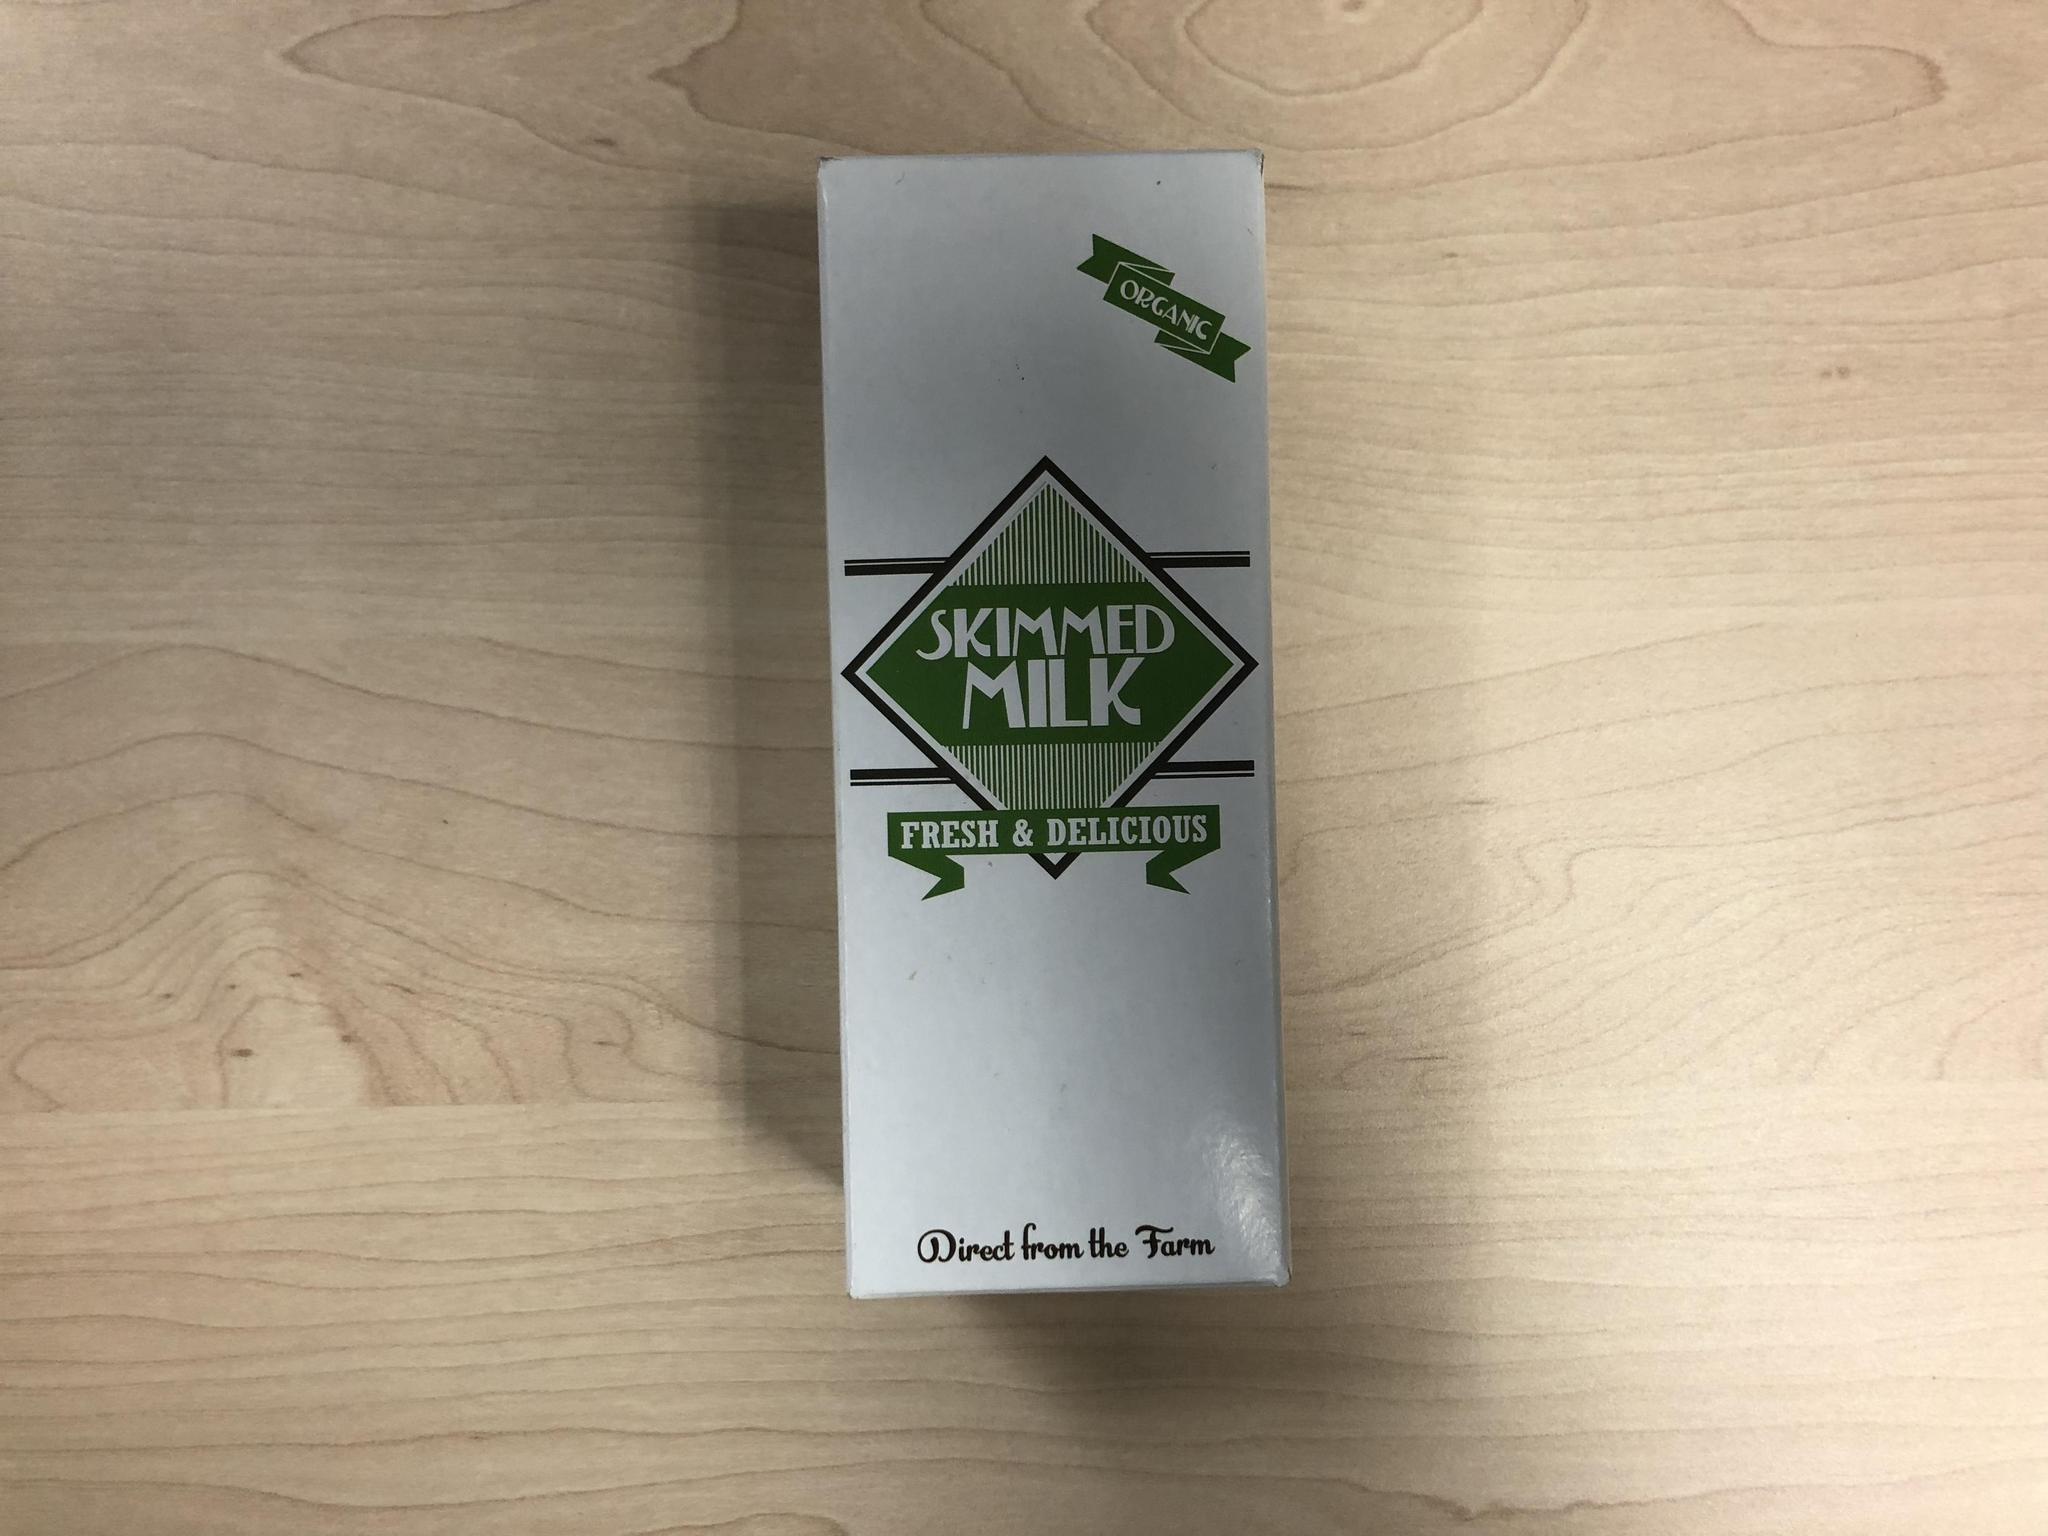 ORGANIC
SKIMMED
MILK
FRESH & DELICIOUS
Direct from the Farm